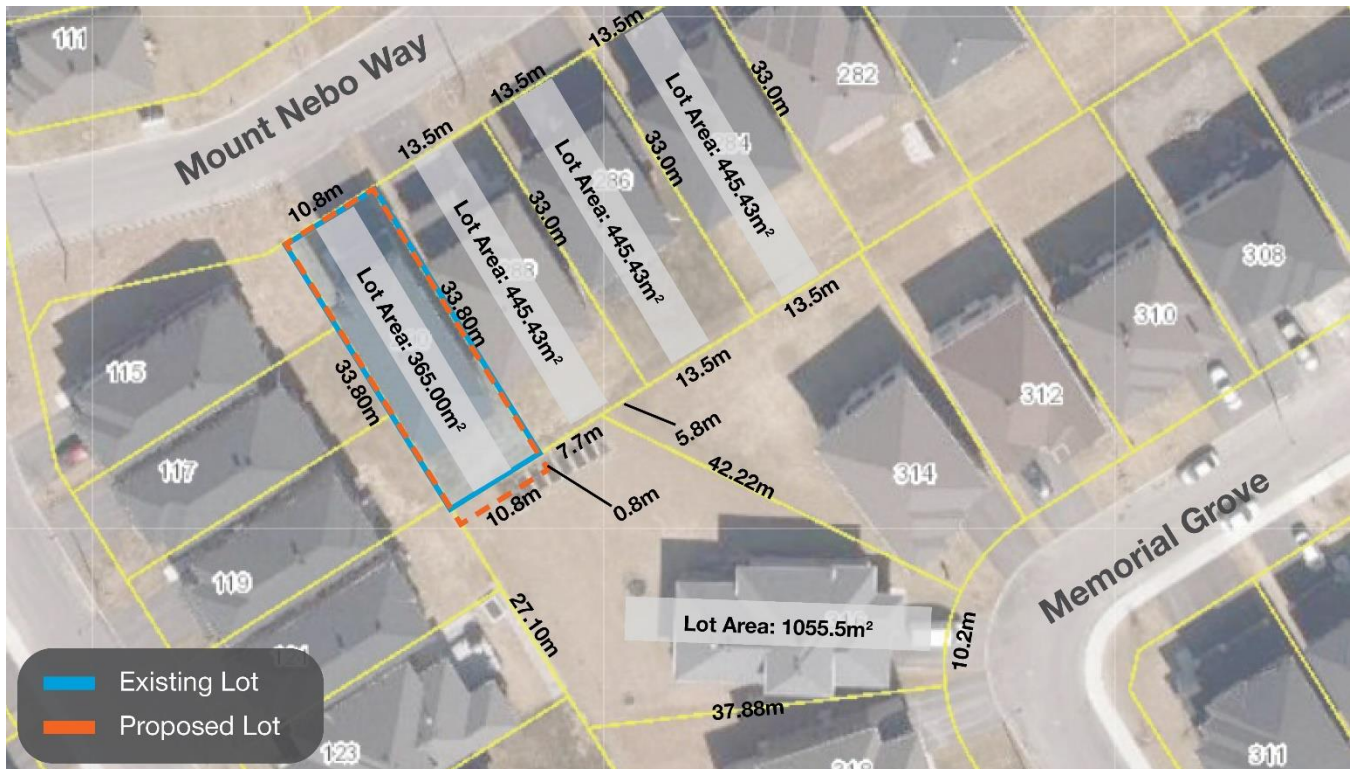 111
Mount Nebo Way
13.5m
13.5m
13.5m
10.8m
282
33.0m
284
Lot Area: 445.43m²
33.0m
286
Lot Area: 445.43m²
33.0m
288
Lot Area: 445.43m²
33.80m
Lot Area: 365.00m²
33.80m
13.5m
13.5m
5.8m
7.7m
10.8m
0.8m
42.22m
308
310
312
314
115
117
119
121
123
27.10m
Lot Area: 1055.5m²
10.2m
37.88m
Memorial Grove
311
Existing Lot
Proposed Lot